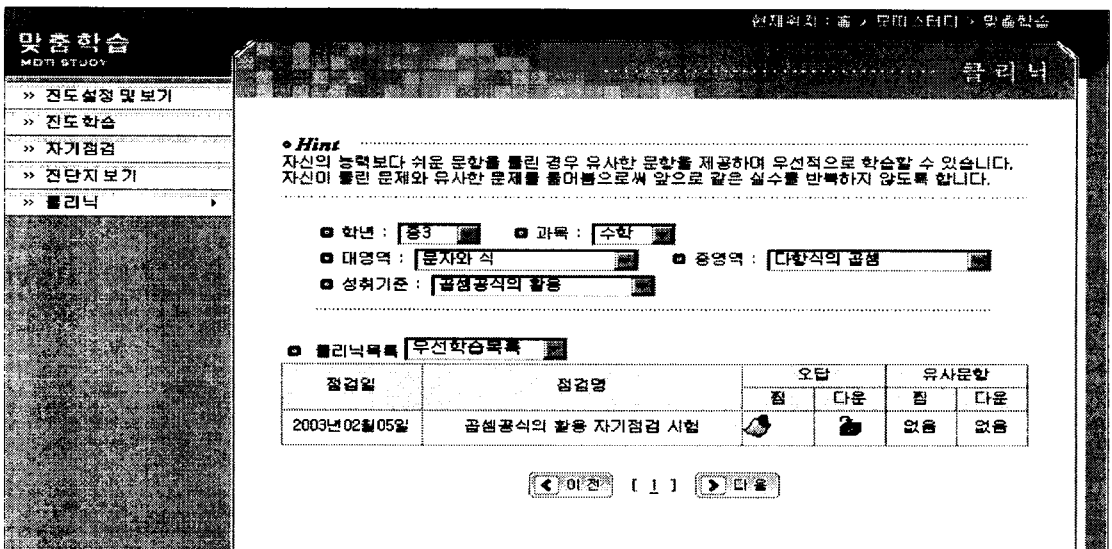 현재위치 : 홈 > 모띠스터디 > 맞춤학습
맞춤학습
MOTI STUDY
클리닉
» 진도설정 및 보기
» 진도학습
» 자기점검
» 진단지보기
» 클리닉
Hint
자신의 능력보다 쉬운 문항을 틀린 경우 유사한 문항을 제공하여 우선적으로 학습할 수 있습니다.
자신이 틀린 문제와 유사한 문제를 풀어봄으로써 앞으로 같은 실수를 반복하지 않도록 합니다.
학년 : 중3 과목 : 수학
대영역 : 문자와 식 중영역 : 다항식의 곱셈
성취기준 : 곱셈공식의 활용
클리닉목록 우선학습목록
점검일 점검명 오답 유사문항
찜 다운 찜 다운
2003년02월05일 곱셈공식의 활용 자기점검 시험 없음 없음
이전 [ 1 ] 다음